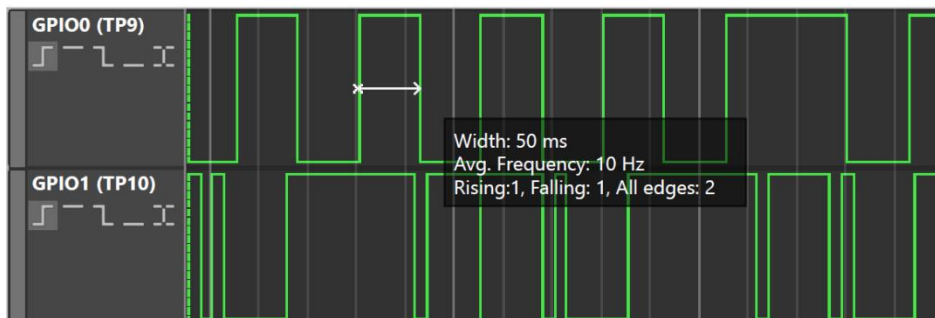 GPIO0 (TP9)
Width: 50 ms
Avg. Frequency: 10 Hz
Rising:1, Falling: 1, All edges: 2
GPIO1 (TP10)